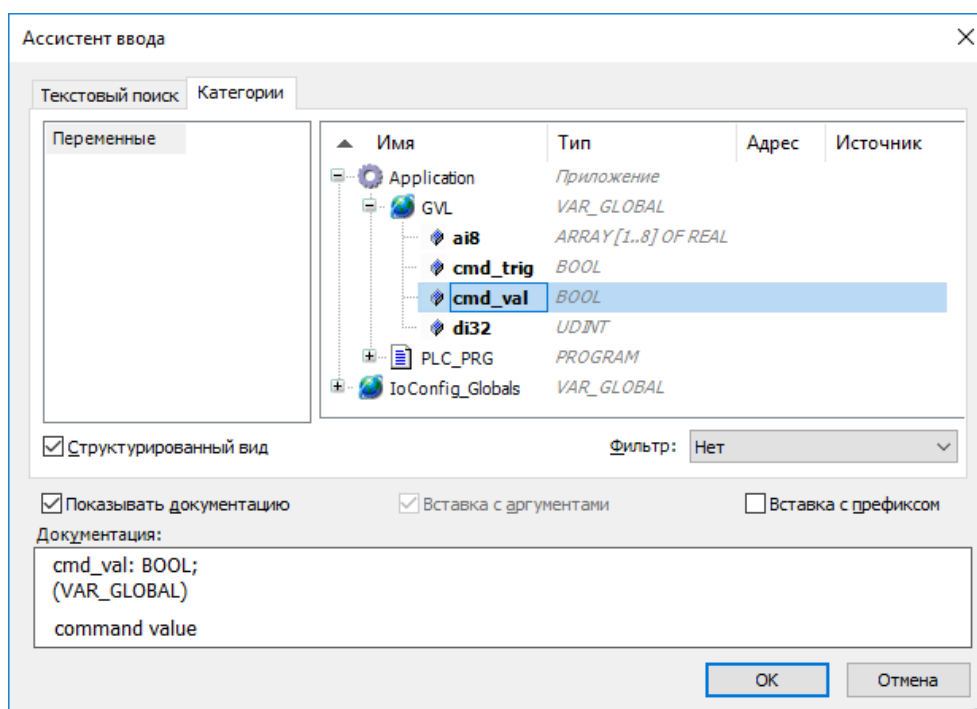 Ассистент ввода
Текстовый поиск Категории
Переменные
Имя Тип Адрес Источник
Application Приложение
GVL VAR_GLOBAL
ai8 ARRAY [1..8] OF REAL
cmd_trig BOOL
cmd_val BOOL
di32 UDINT
PLC_PRG PROGRAM
IoConfig_Globals VAR_GLOBAL
Структурированный вид Фильтр: Нет
Показывать документацию Вставка с аргументами Вставка с префиксом
Документация:
cmd_val: BOOL;
(VAR_GLOBAL)
command value
OK Отмена